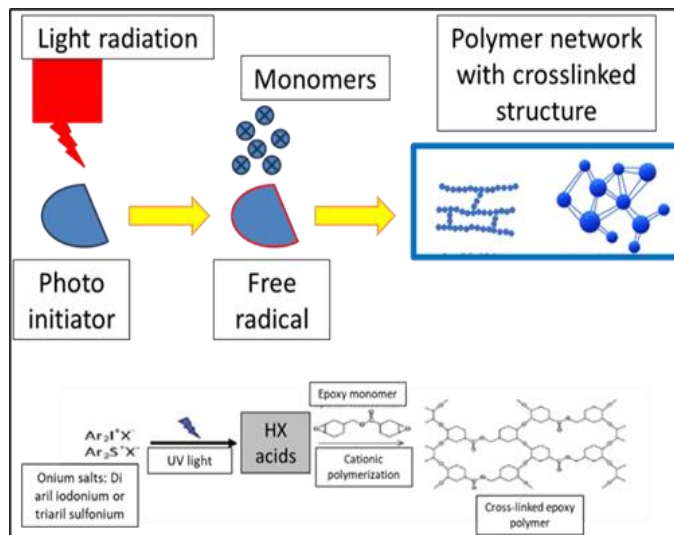 Light radiation
Monomers
Polymer network
with crosslinked
structure
Photo
initiator
Free
radical
Ar₂I⁺X⁻
Ar₃S⁺X⁻
Onium salts: Di
aril iodonium or
triaril sulfonium
UV light
HX
acids
Epoxy monomer
Cationic
polymerization
Cross-linked epoxy
polymer